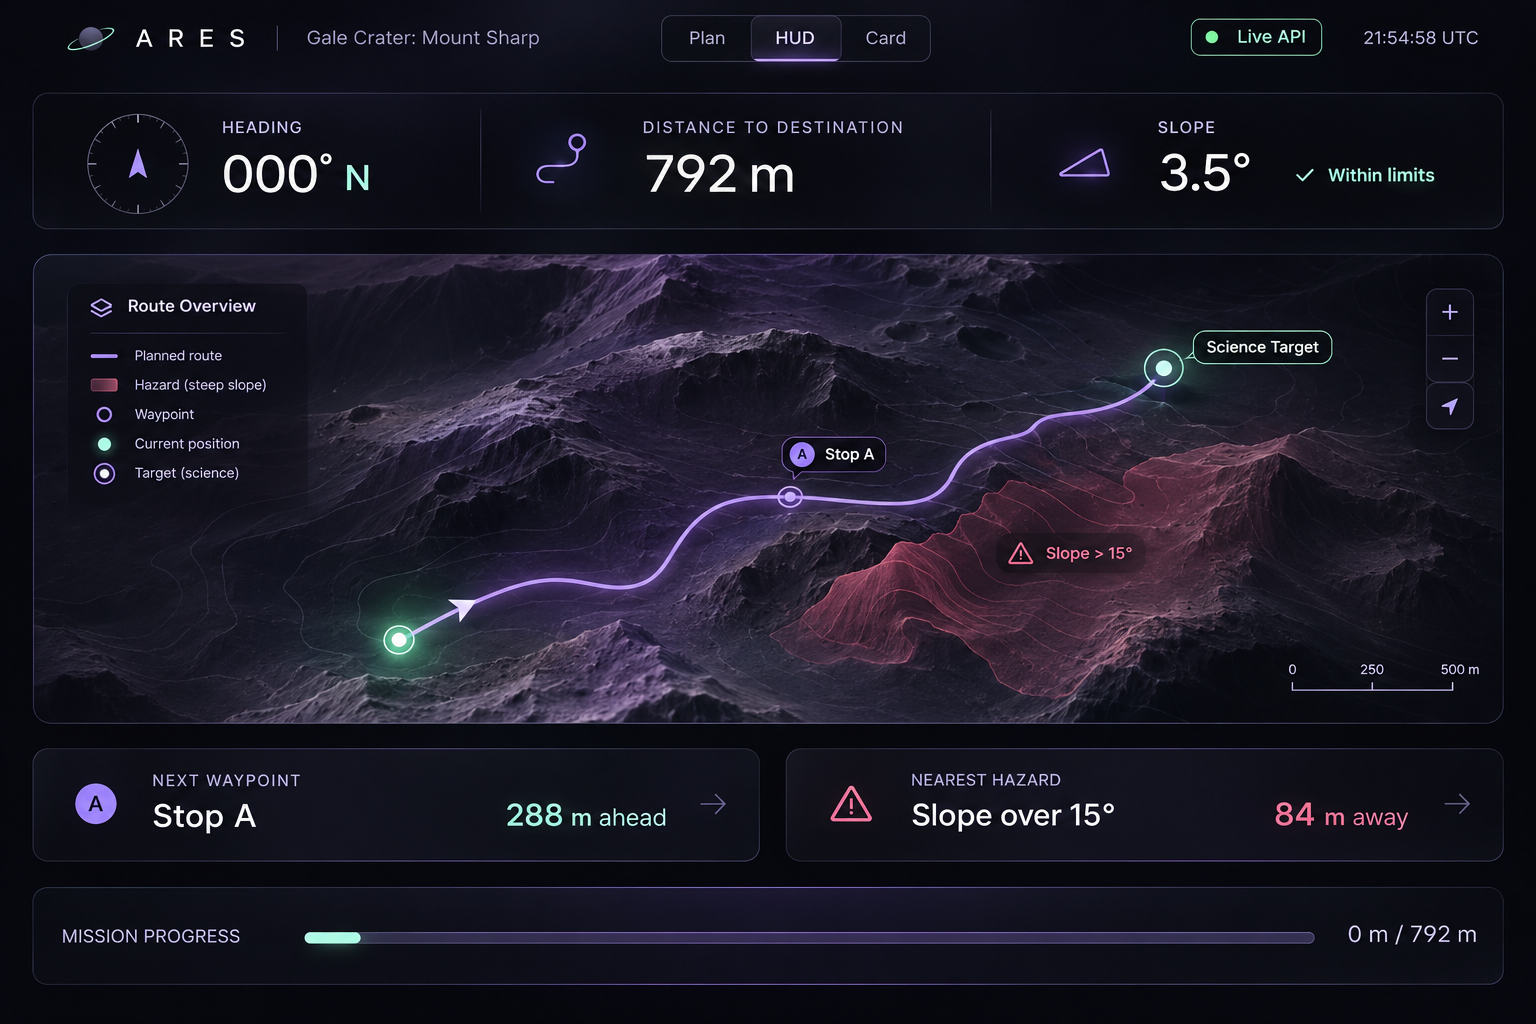 ARES
Gale Crater: Mount Sharp
Plan
HUD
Card
Live API
21:54:58 UTC
HEADING
000° N
DISTANCE TO DESTINATION
792 m
SLOPE
3.5°
Within limits
Route Overview
Planned route
Hazard (steep slope)
Waypoint
Current position
Target (science)
Science Target
A Stop A
Slope > 15°
0 250 500 m
A
NEXT WAYPOINT
Stop A
288 m ahead
NEAREST HAZARD
Slope over 15°
84 m away
MISSION PROGRESS
0 m / 792 m